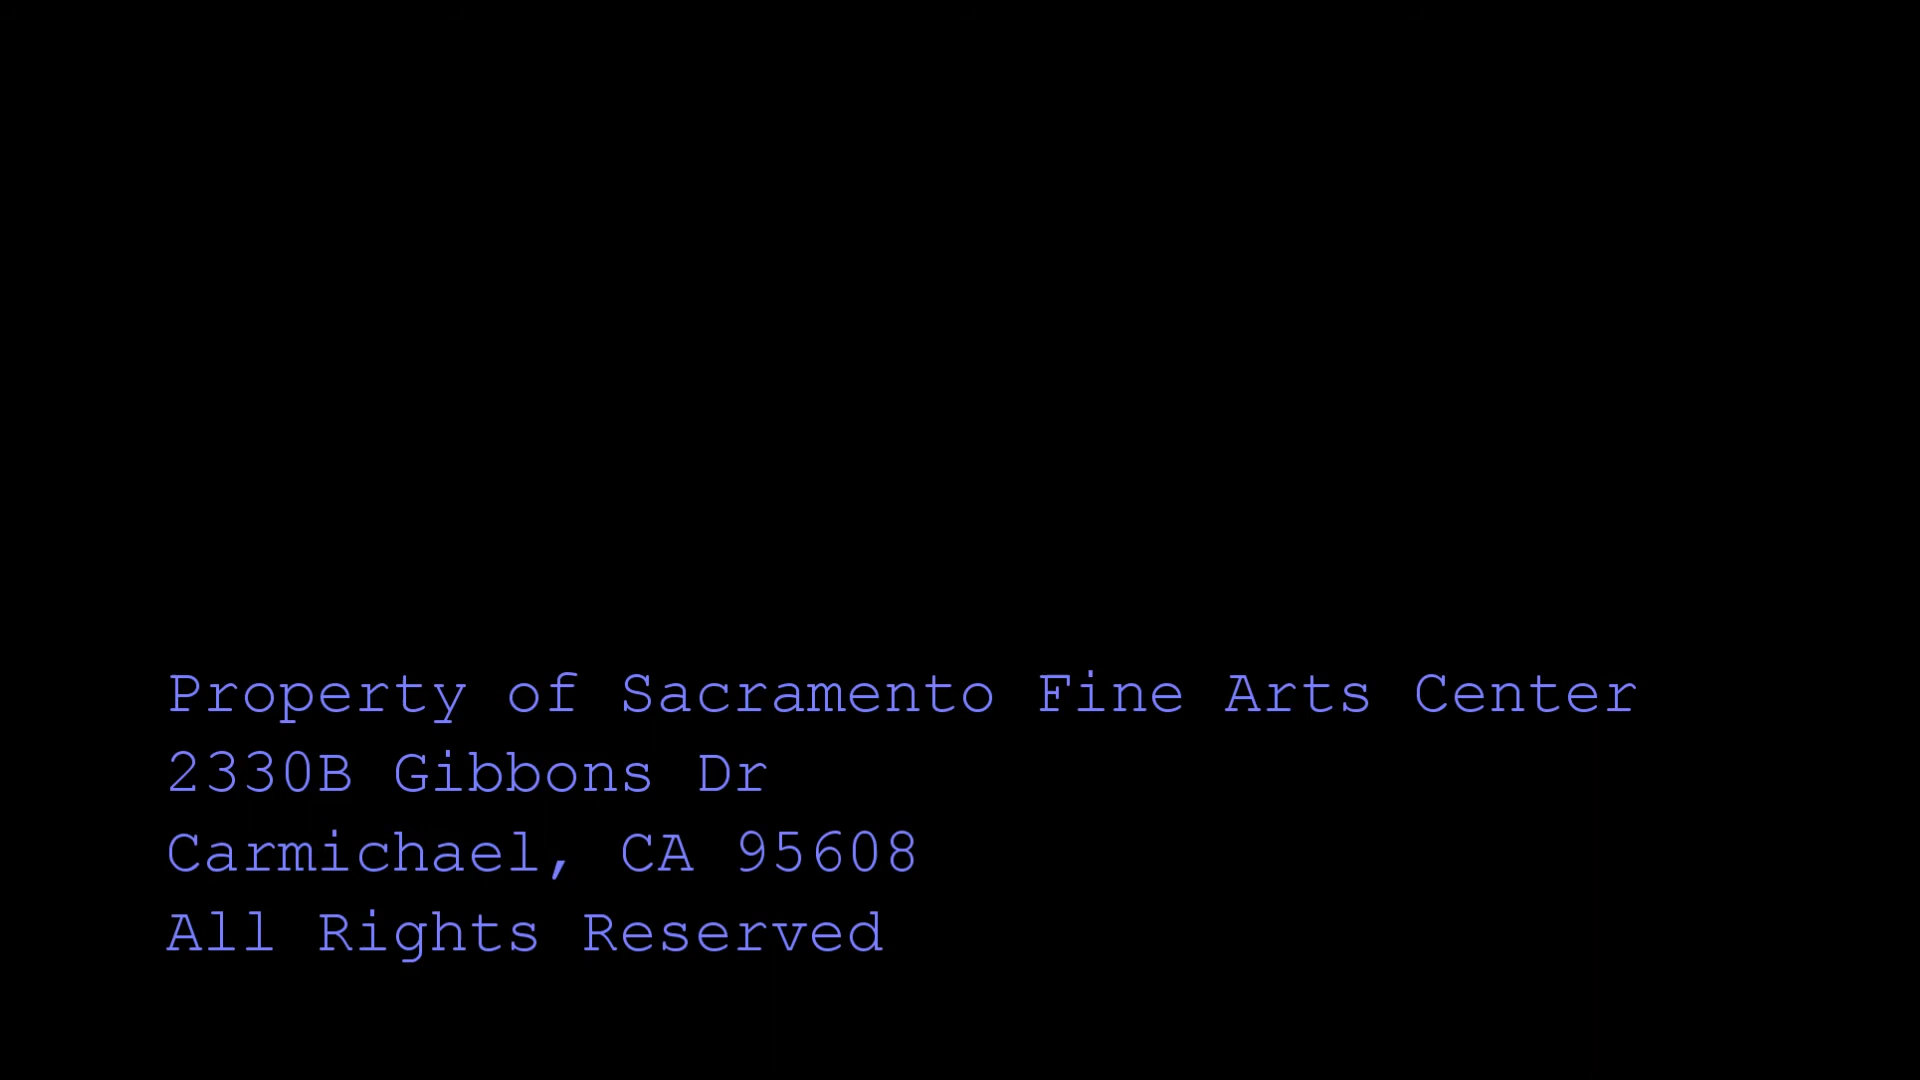 Property of Sacramento Fine Arts Center
2330B Gibbons Dr
Carmichael, CA 95608
All Rights Reserved